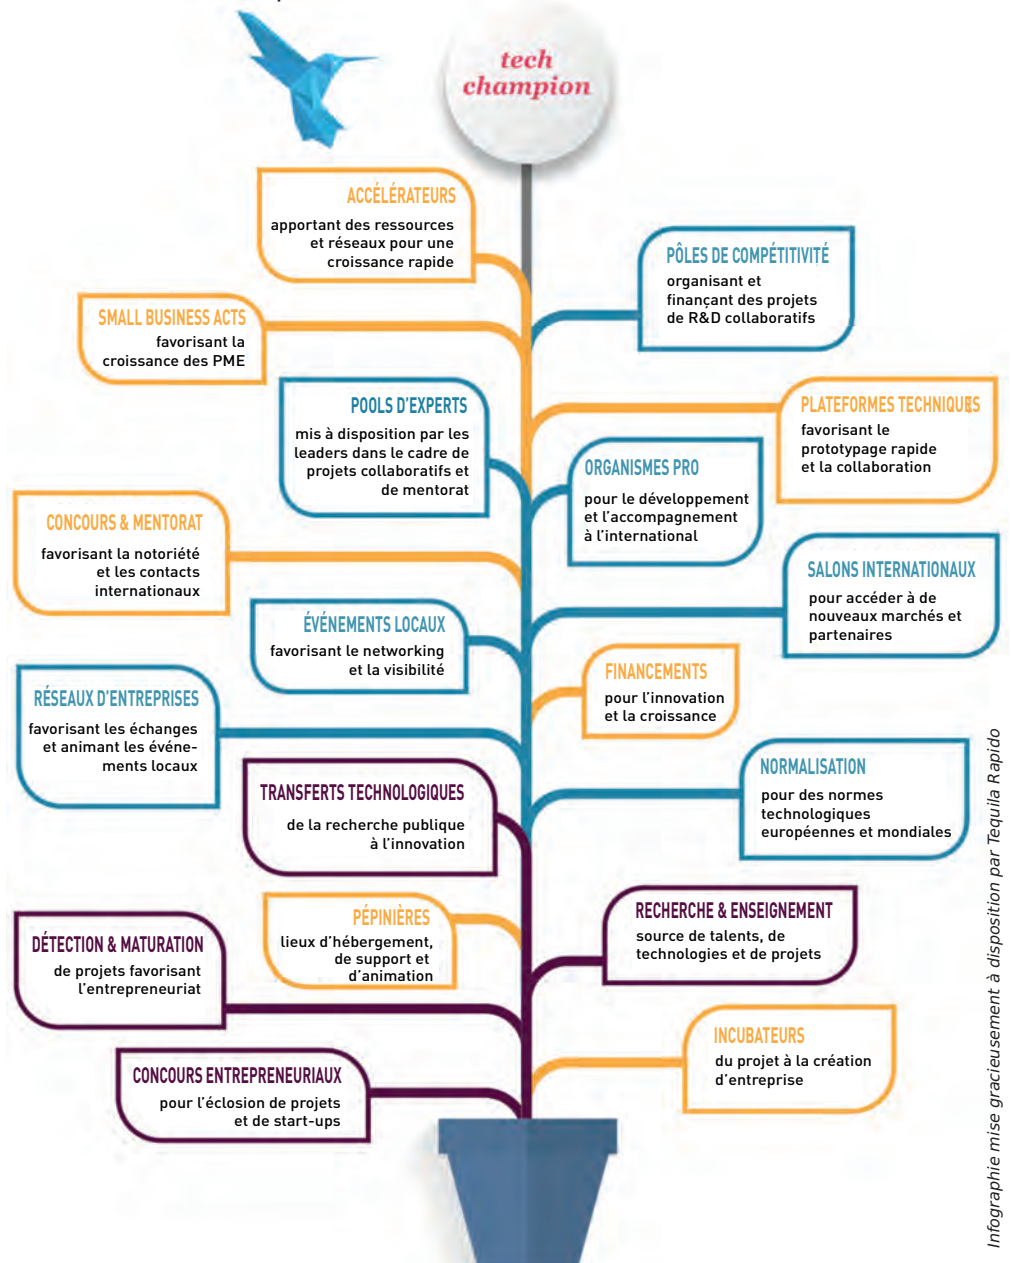 tech
champion
ACCÉLÉRATEURS
apportant des ressources
et réseaux pour une
croissance rapide
PÔLES DE COMPÉTITIVITÉ
organisant et
finançant des projets
de R&D collaboratifs
SMALL BUSINESS ACTS
favorisant la
croissance des PME
POOLS D'EXPERTS
mis à disposition par les
leaders dans le cadre de
projets collaboratifs et
de mentorat
PLATEFORMES TECHNIQUES
favorisant le
prototypage rapide
et la collaboration
ORGANISMES PRO
pour le développement
et l'accompagnement
à l'international
CONCOURS & MENTORAT
favorisant la notoriété
et les contacts
internationaux
SALONS INTERNATIONAUX
pour accéder à de
nouveaux marchés et
partenaires
ÉVÉNEMENTS LOCAUX
favorisant le networking
et la visibilité
FINANCEMENTS
pour l'innovation
et la croissance
RÉSEAUX D'ENTREPRISES
favorisant les échanges
et animant les événe-
ments locaux
NORMALISATION
pour des normes
technologiques
européennes et mondiales
TRANSFERTS TECHNOLOGIQUES
de la recherche publique
à l'innovation
RECHERCHE & ENSEIGNEMENT
source de talents, de
technologies et de projets
PÉPINIÈRES
lieux d'hébergement,
de support et
d'animation
DÉTECTION & MATURATION
de projets favorisant
l'entrepreneuriat
INCUBATEURS
du projet à la création
d'entreprise
CONCOURS ENTREPRENEURIAUX
pour l'éclosion de projets
et de start-ups
Infographie mise gracieusement à disposition par Tequila Rapido